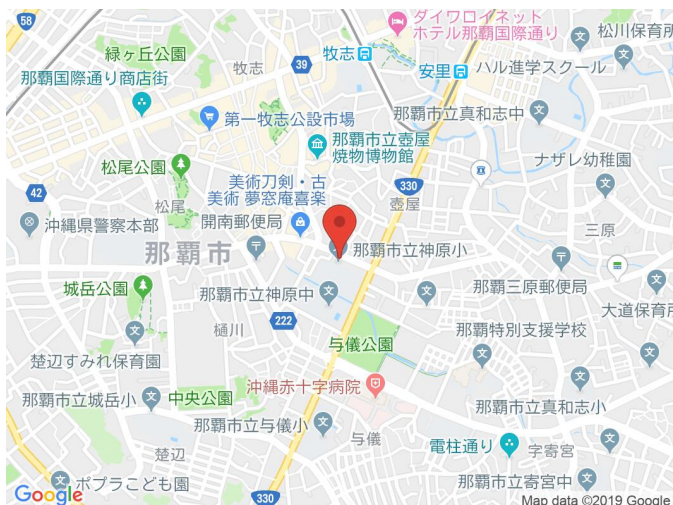 58
ダイワロイネット
ホテル那覇国際通り
松川保育所
緑ヶ丘公園
牧志
牧志
安里
39
ハル進学スクール
那覇国際通り商店街
那覇市立真和志中
第一牧志公設市場
那覇市立壺屋
焼物博物館
ナザレ幼稚園
松尾公園
美術刀剣・古
美術 夢窓庵喜楽
330
42
松尾
壺屋
三原
沖縄県警察本部
開南郵便局
那覇市
那覇市立神原小
城岳公園
那覇市立神原中
那覇三原郵便局
大道保育所
222
樋川
与儀公園
那覇特別支援学校
楚辺すみれ保育園
沖縄赤十字病院
那覇市立城岳小
中央公園
那覇市立真和志小
那覇市立与儀小
与儀
電柱通り
字寄宮
楚辺
那覇市立寄宮中
ポプラこども園
Google
330
Map data ©2019 Google